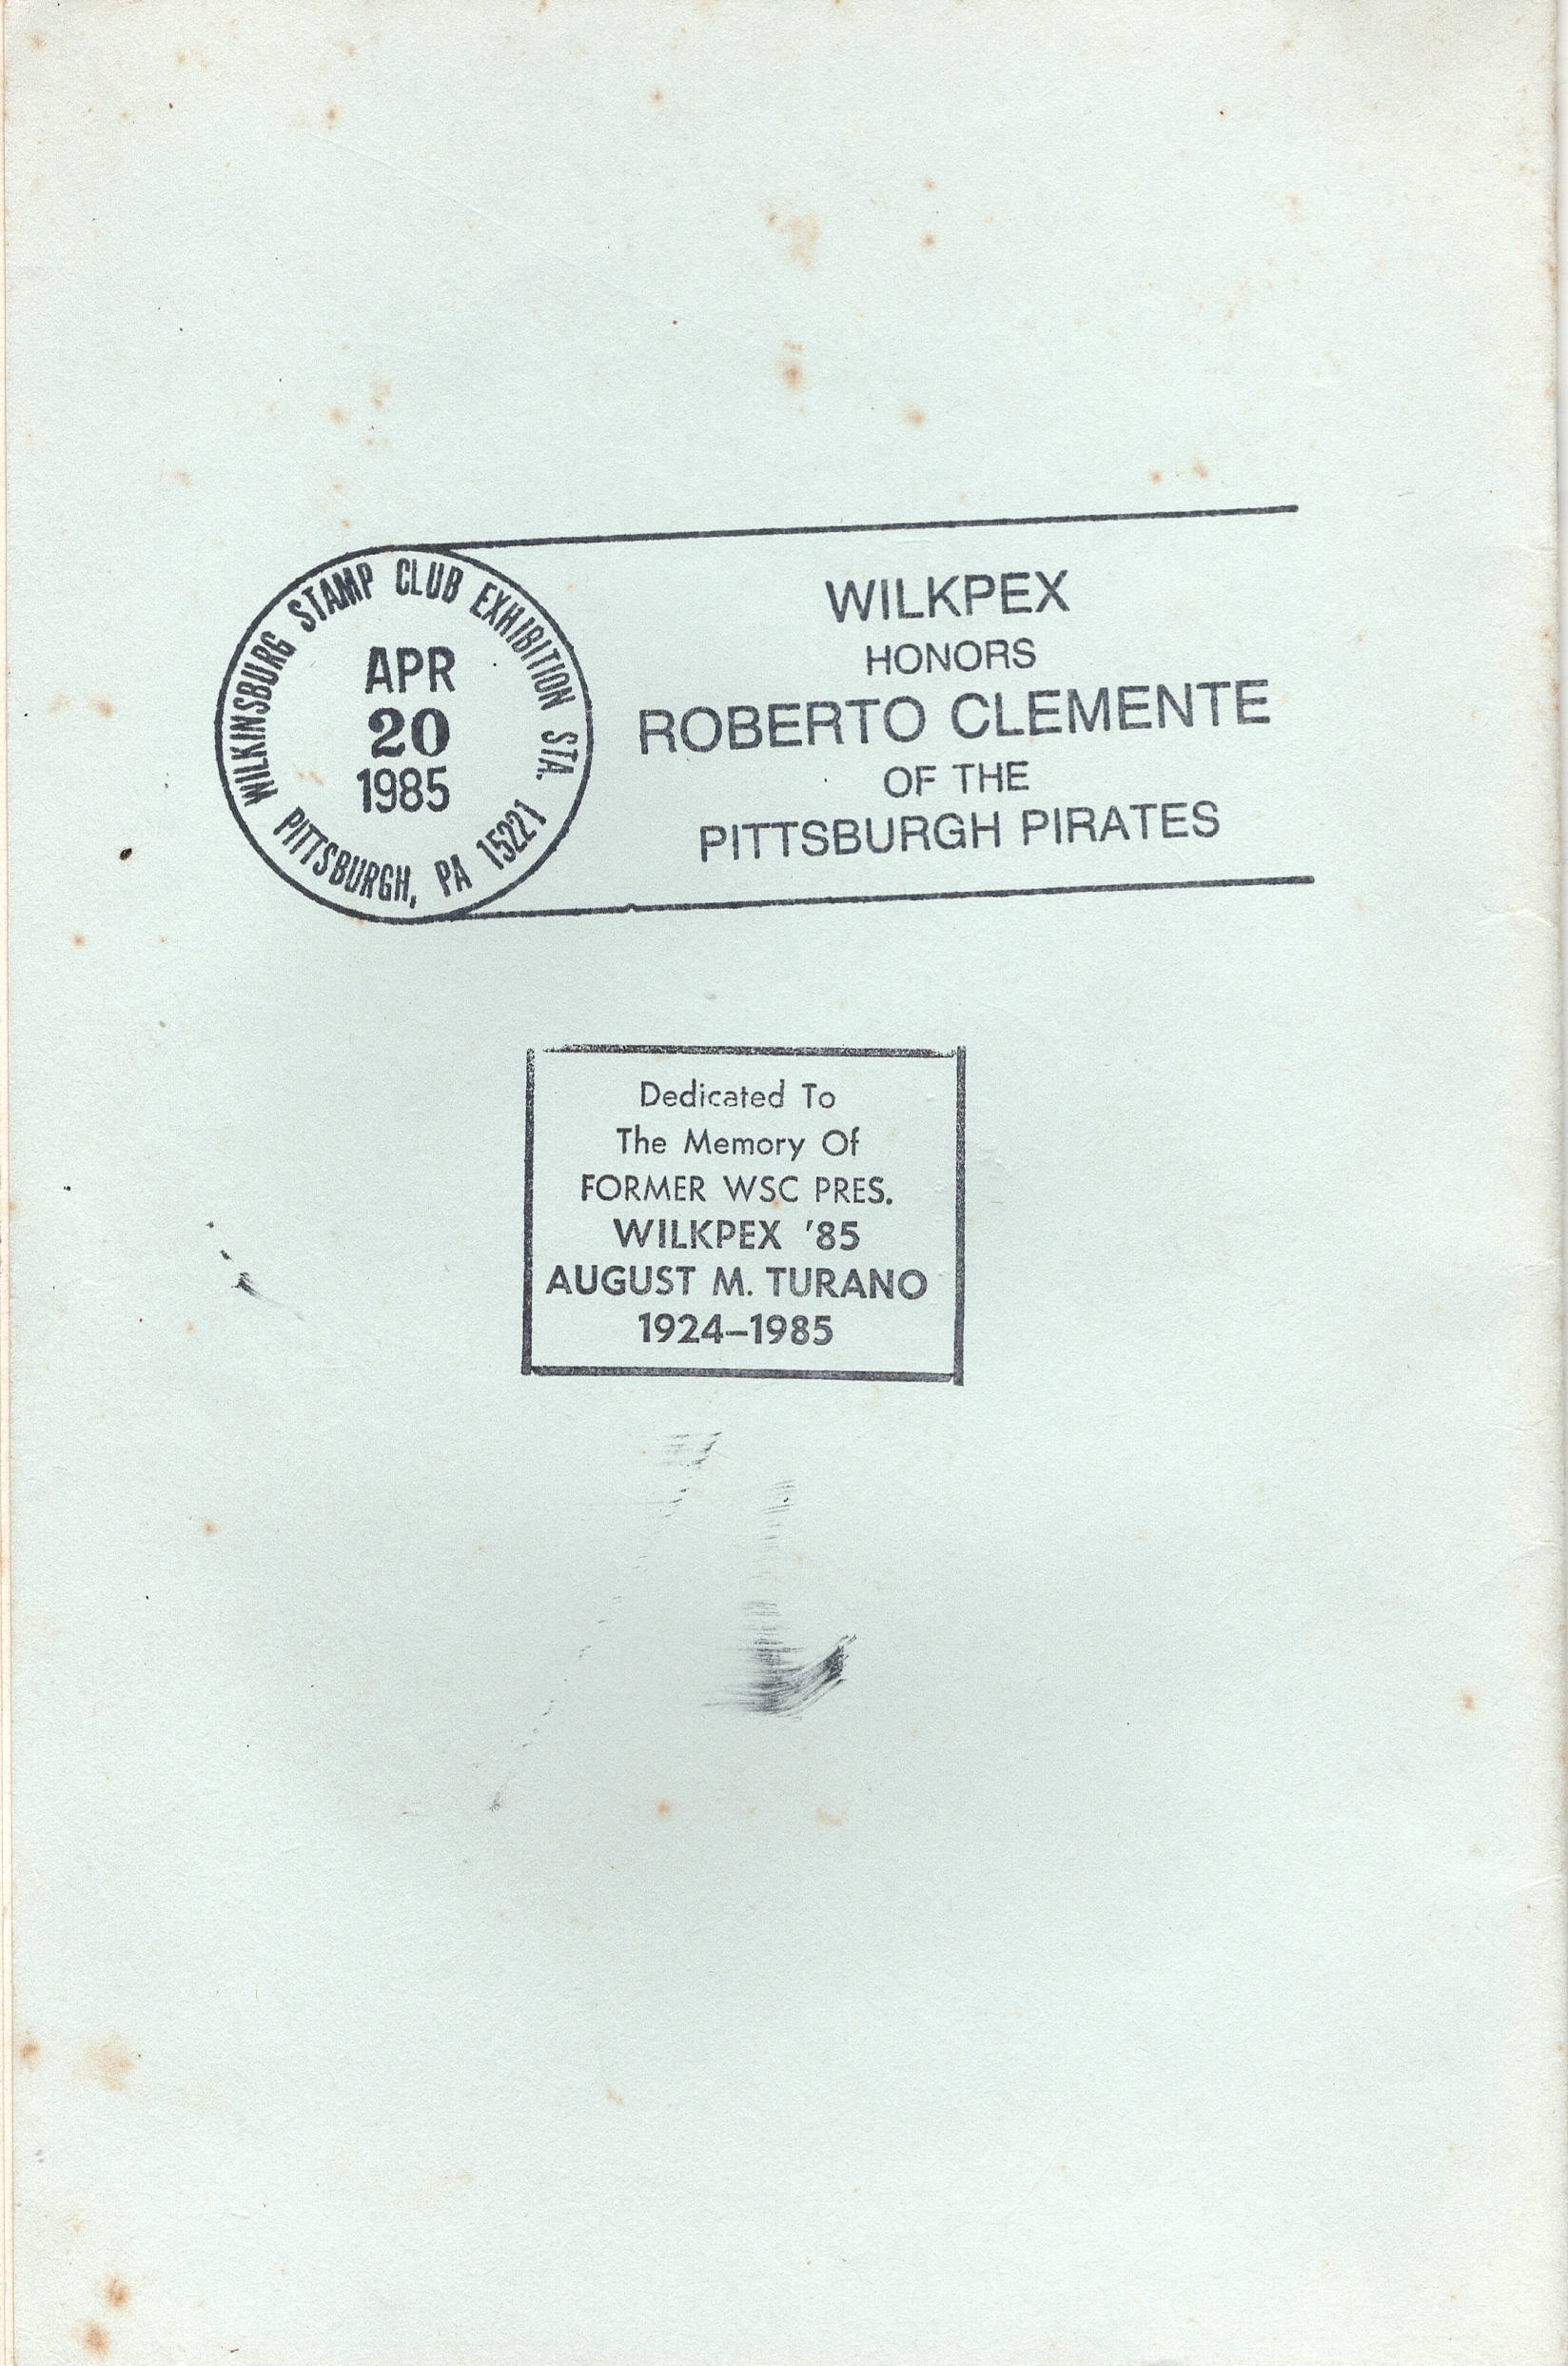 WILKINSBURG STAMP CLUB EXHIBITION STA.
APR
20
1985
PITTSBURGH, PA 15221
WILKPEX
HONORS
ROBERTO CLEMENTE
OF THE
PITTSBURGH PIRATES
Dedicated To
The Memory Of
FORMER WSC PRES.
WILKPEX '85
AUGUST M. TURANO
1924–1985